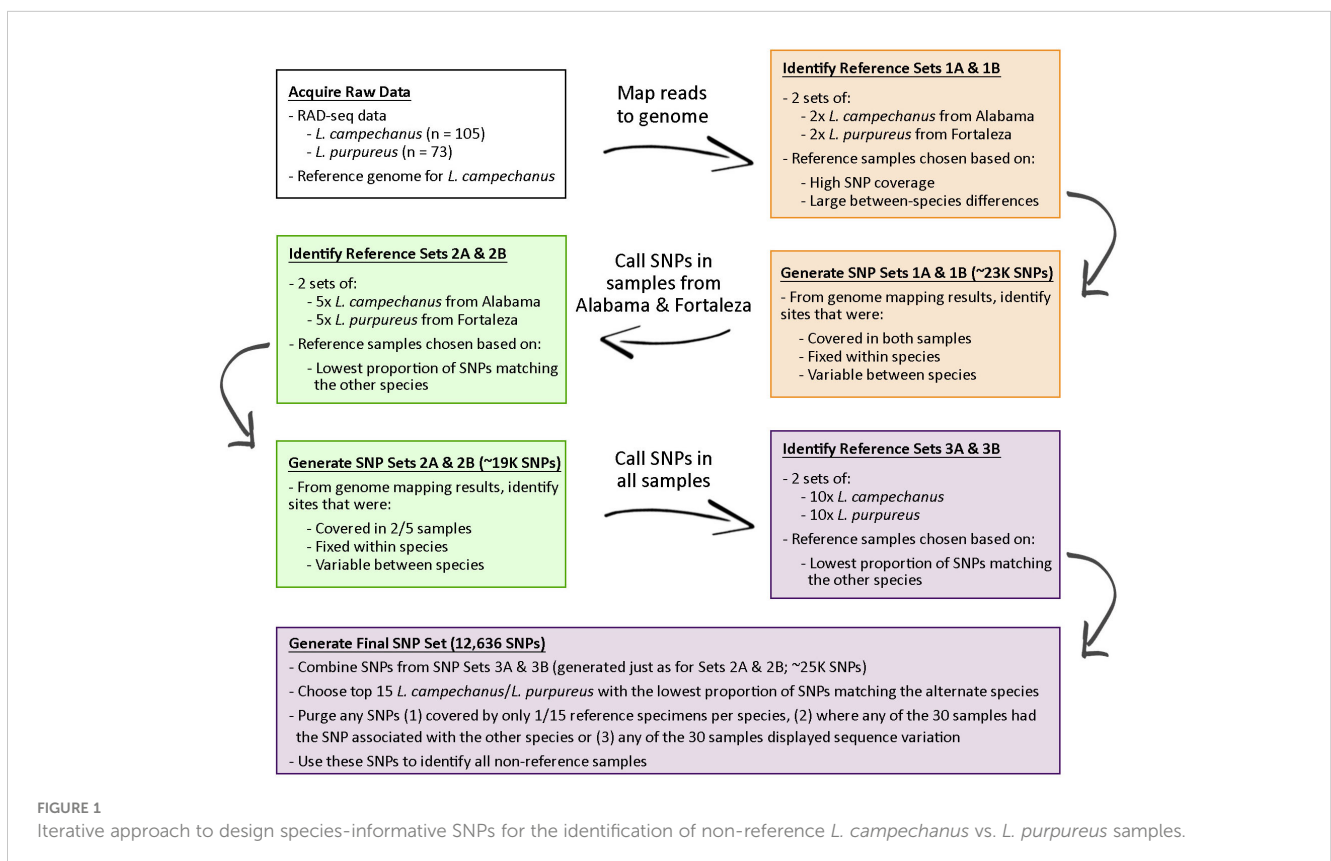 Acquire Raw Data
- RAD-seq data
- L. campechanus (n = 105)
- L. purpureus (n = 73)
- Reference genome for L. campechanus
Map reads
to genome
Identify Reference Sets 1A & 1B
- 2 sets of:
- 2x L. campechanus from Alabama
- 2x L. purpureus from Fortaleza
- Reference samples chosen based on:
- High SNP coverage
- Large between-species differences
Generate SNP Sets 1A & 1B (~23K SNPs)
- From genome mapping results, identify
sites that were:
- Covered in both samples
- Fixed within species
- Variable between species
Call SNPs in
samples from
Alabama & Fortaleza
Identify Reference Sets 2A & 2B
- 2 sets of:
- 5x L. campechanus from Alabama
- 5x L. purpureus from Fortaleza
- Reference samples chosen based on:
- Lowest proportion of SNPs matching
the other species
Generate SNP Sets 2A & 2B (~19K SNPs)
- From genome mapping results, identify
sites that were:
- Covered in 2/5 samples
- Fixed within species
- Variable between species
Call SNPs in
all samples
Identify Reference Sets 3A & 3B
- 2 sets of:
- 10x L. campechanus
- 10x L. purpureus
- Reference samples chosen based on:
- Lowest proportion of SNPs matching
the other species
Generate Final SNP Set (12,636 SNPs)
- Combine SNPs from SNP Sets 3A & 3B (generated just as for Sets 2A & 2B; ~25K SNPs)
- Choose top 15 L. campechanus/L. purpureus with the lowest proportion of SNPs matching the alternate species
- Purge any SNPs (1) covered by only 1/15 reference specimens per species, (2) where any of the 30 samples had
the SNP associated with the other species or (3) any of the 30 samples displayed sequence variation
- Use these SNPs to identify all non-reference samples
FIGURE 1
Iterative approach to design species-informative SNPs for the identification of non-reference L. campechanus vs. L. purpureus samples.